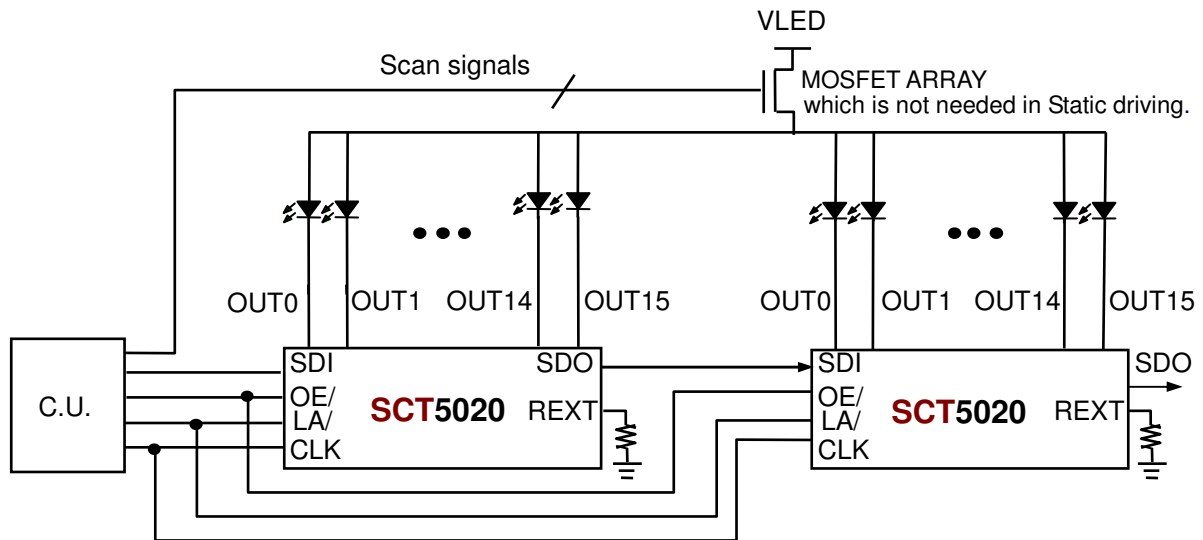 VLED
Scan signals
MOSFET ARRAY
which is not needed in Static driving.
OUT0
OUT1
OUT14
OUT15
OUT0
OUT1
OUT14
OUT15
C.U.
SDI
OE/
LA/
CLK
SCT5020
SDO
REXT
SDI
OE/
LA/
CLK
SCT5020
REXT
SDO